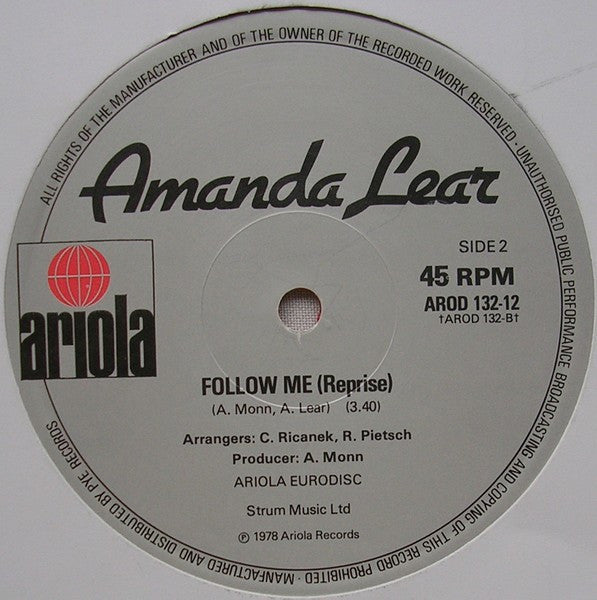 ALL RIGHTS OF THE MANUFACTURER AND OF THE OWNER OF THE RECORDED WORK RESERVED · UNAUTHORISED PUBLIC PERFORMANCE BROADCASTING AND COPYING OF THIS RECORD PROHIBITED · MANFACTURED AND DISTRIBUTED BY PYE RECORDS
Amanda Lear
SIDE 2
45 RPM
AROD 132-12
†AROD 132-B†
ariola
FOLLOW ME (Reprise)
(A. Monn, A. Lear) (3.40)
Arrangers: C. Ricanek, R. Pietsch
Producer: A. Monn
ARIOLA EURODISC
Strum Music Ltd
℗ 1978 Ariola Records